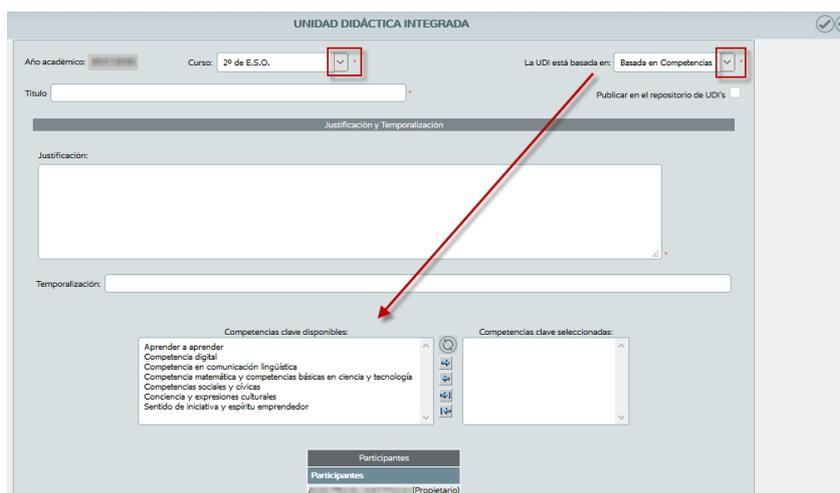 UNIDAD DIDÁCTICA INTEGRADA
Año académico: Curso: 2º de E.S.O. * La UDI está basada en: Basada en Competencias *
Título * Publicar en el repositorio de UDI's
Justificación y Temporalización
Justificación:
*
Temporalización:
Competencias clave disponibles: Competencias clave seleccionadas:
Aprender a aprender
Competencia digital
Competencia en comunicación lingüística
Competencia matemática y competencias básicas en ciencia y tecnología
Competencias sociales y cívicas
Conciencia y expresiones culturales
Sentido de iniciativa y espíritu emprendedor
Participantes
Participantes
(Propietario)